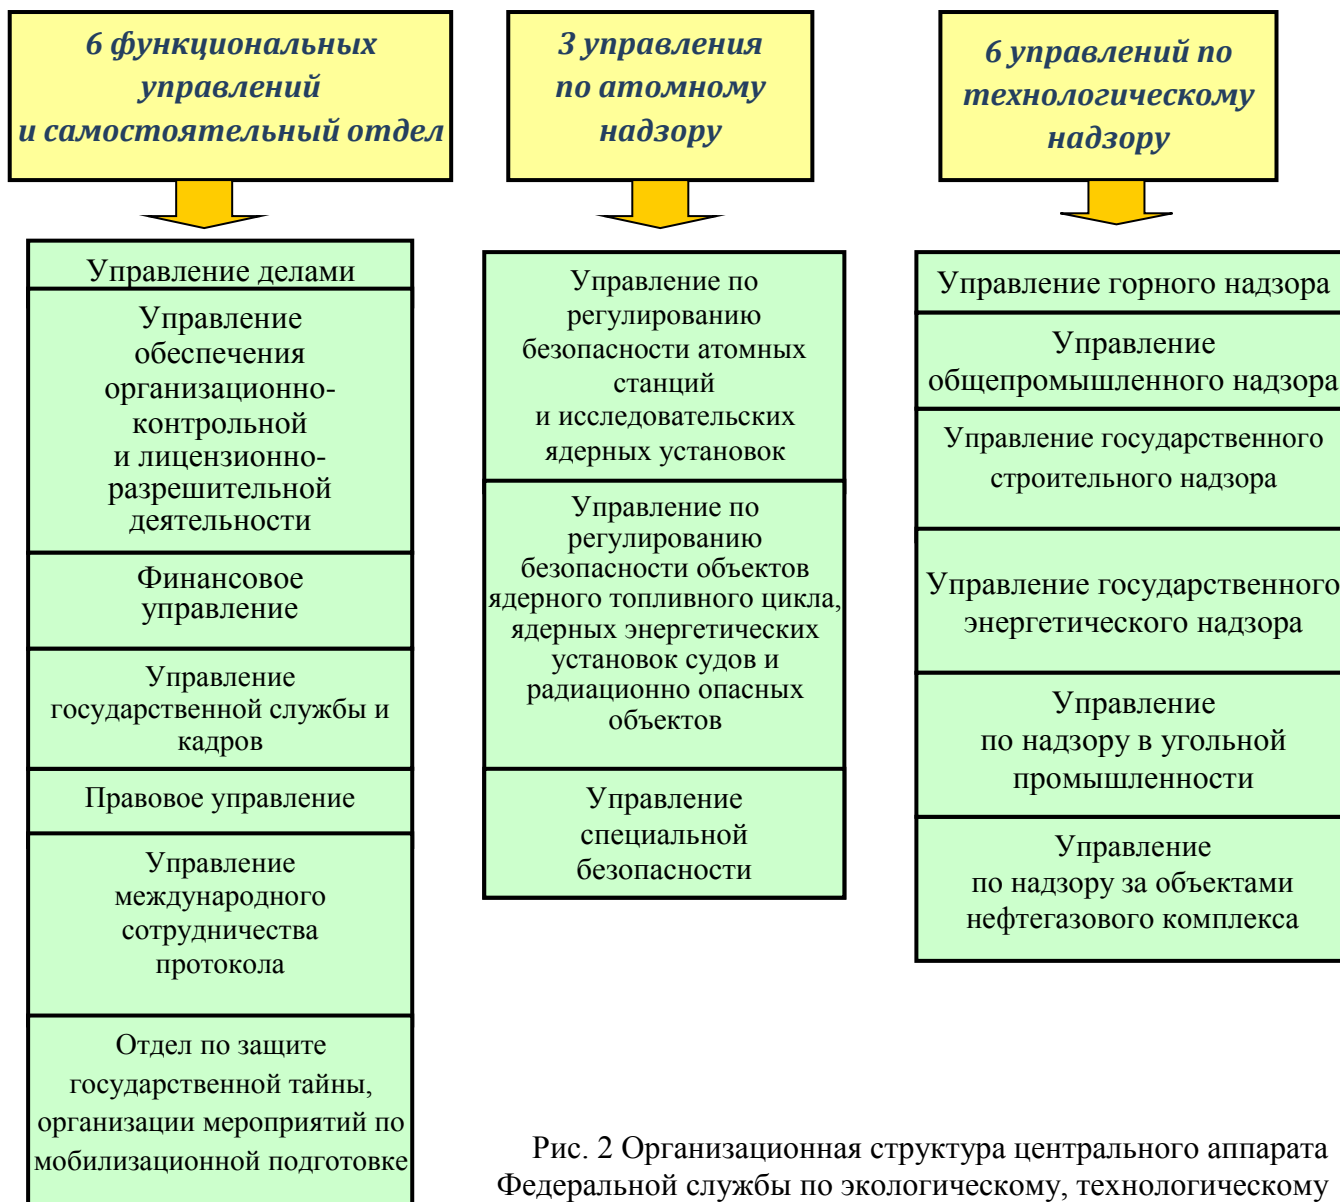 6 функциональных
управлений
и самостоятельный отдел
Управление делами
Управление
обеспечения
организационно-
контрольной
и лицензионно-
разрешительной
деятельности
Финансовое
управление
Управление
государственной службы и
кадров
Правовое управление
Управление
международного
сотрудничества
протокола
Отдел по защите
государственной тайны,
организации мероприятий по
мобилизационной подготовке
3 управления
по атомному
надзору
Управление по
регулированию
безопасности атомных
станций
и исследовательских
ядерных установок
Управление по
регулированию
безопасности объектов
ядерного топливного цикла,
ядерных энергетических
установок судов и
радиационно опасных
объектов
Управление
специальной
безопасности
6 управлений по
технологическому
надзору
Управление горного надзора
Управление
общепромышленного надзора
Управление государственного
строительного надзора
Управление государственного
энергетического надзора
Управление
по надзору в угольной
промышленности
Управление
по надзору за объектами
нефтегазового комплекса
Рис. 2 Организационная структура центрального аппарата
Федеральной службы по экологическому, технологическому